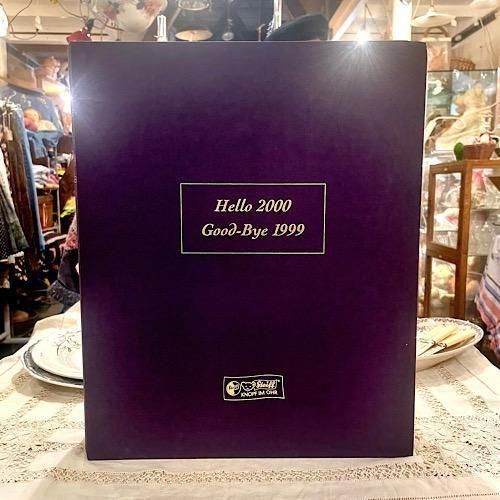 Hello 2000
Good-Bye 1999
Steiff
KNOPF IM OHR